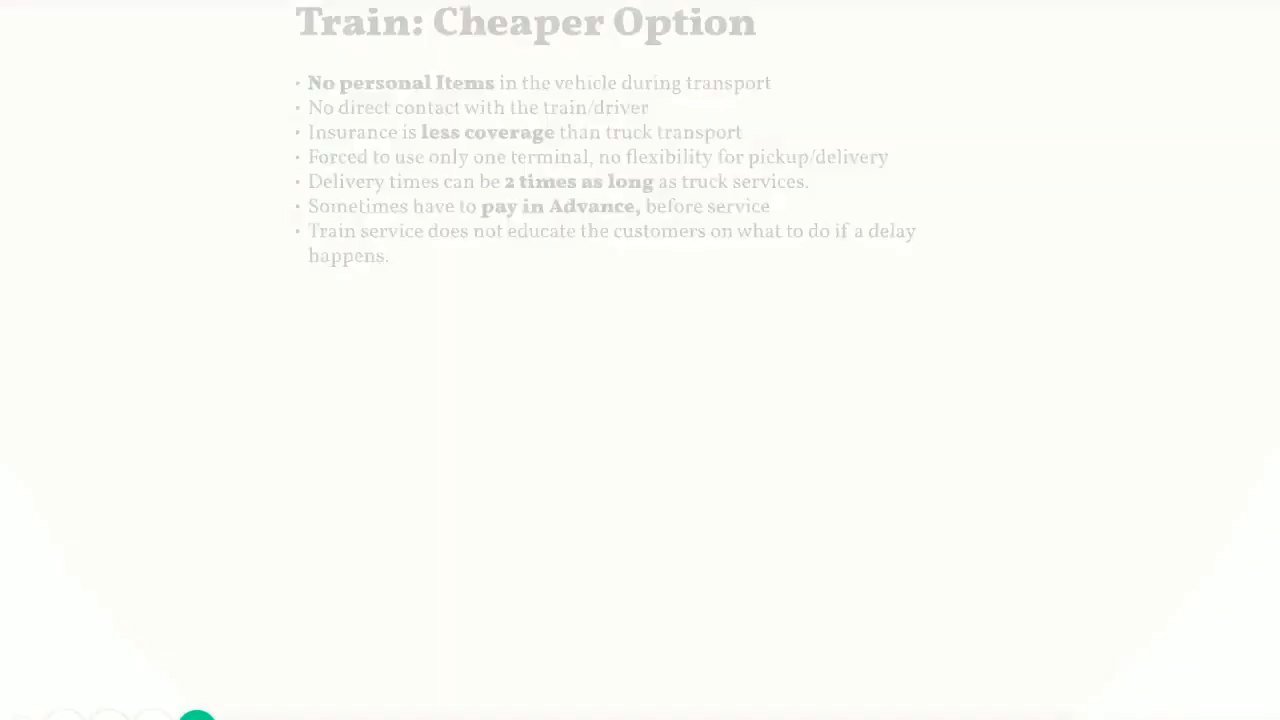 Train: Cheaper Option
• No personal Items in the vehicle during transport
• No direct contact with the train/driver
• Insurance is less coverage than truck transport
• Forced to use only one terminal, no flexibility for pickup/delivery
• Delivery times can be 2 times as long as truck services.
• Sometimes have to pay in Advance, before service
• Train service does not educate the customers on what to do if a delay
happens.